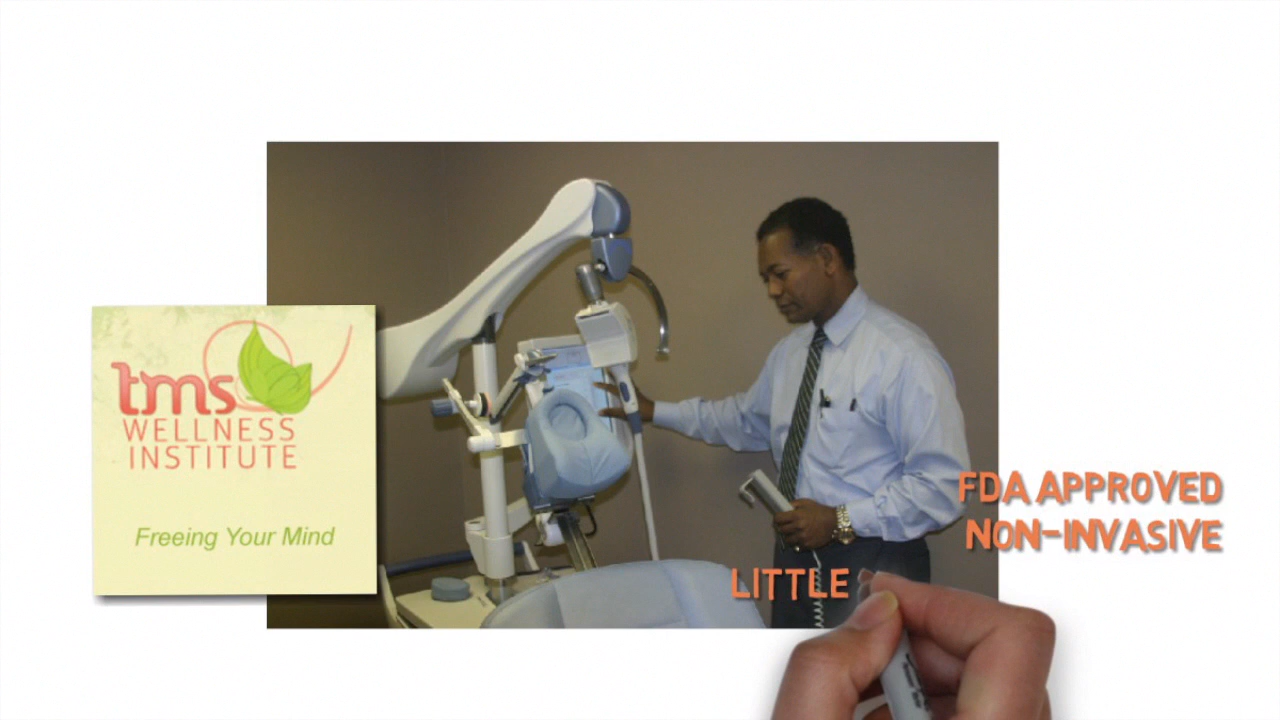 tms
WELLNESS
INSTITUTE
Freeing Your Mind
FDA APPROVED
NON-INVASIVE
LITTLE